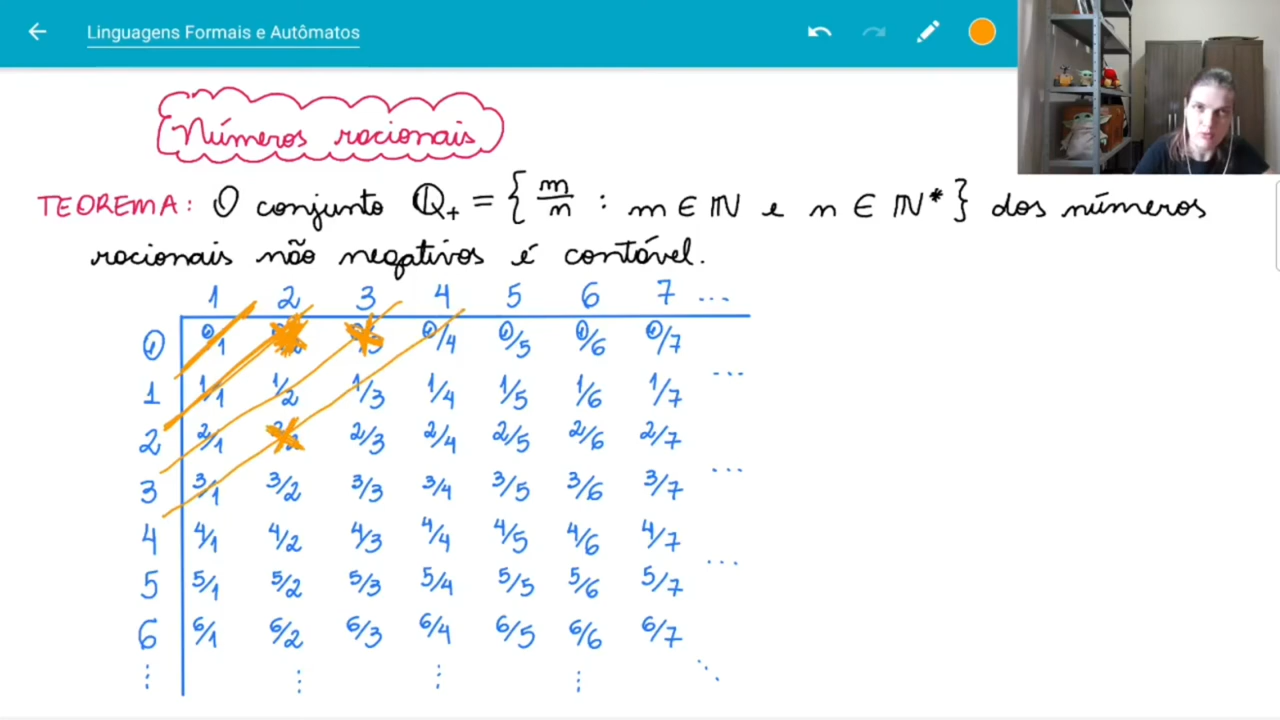 Linguagens Formais e Autômatos
Números racionais
TEOREMA: O conjunto ℚ₊ = { m/n : m ∈ ℕ e n ∈ ℕ* } dos números
racionais não negativos é contável.
1 2 3 4 5 6 7 ...
0 0/1 0/4 0/5 0/6 0/7
1 1/1 1/2 1/3 1/4 1/5 1/6 1/7 ...
2 2/1 2/3 2/4 2/5 2/6 2/7
3 3/1 3/2 3/3 3/4 3/5 3/6 3/7 ...
4 4/1 4/2 4/3 4/4 4/5 4/6 4/7
5 5/1 5/2 5/3 5/4 5/5 5/6 5/7 ...
6 6/1 6/2 6/3 6/4 6/5 6/6 6/7
⋮ ⋮ ⋮ ⋮ ⋱